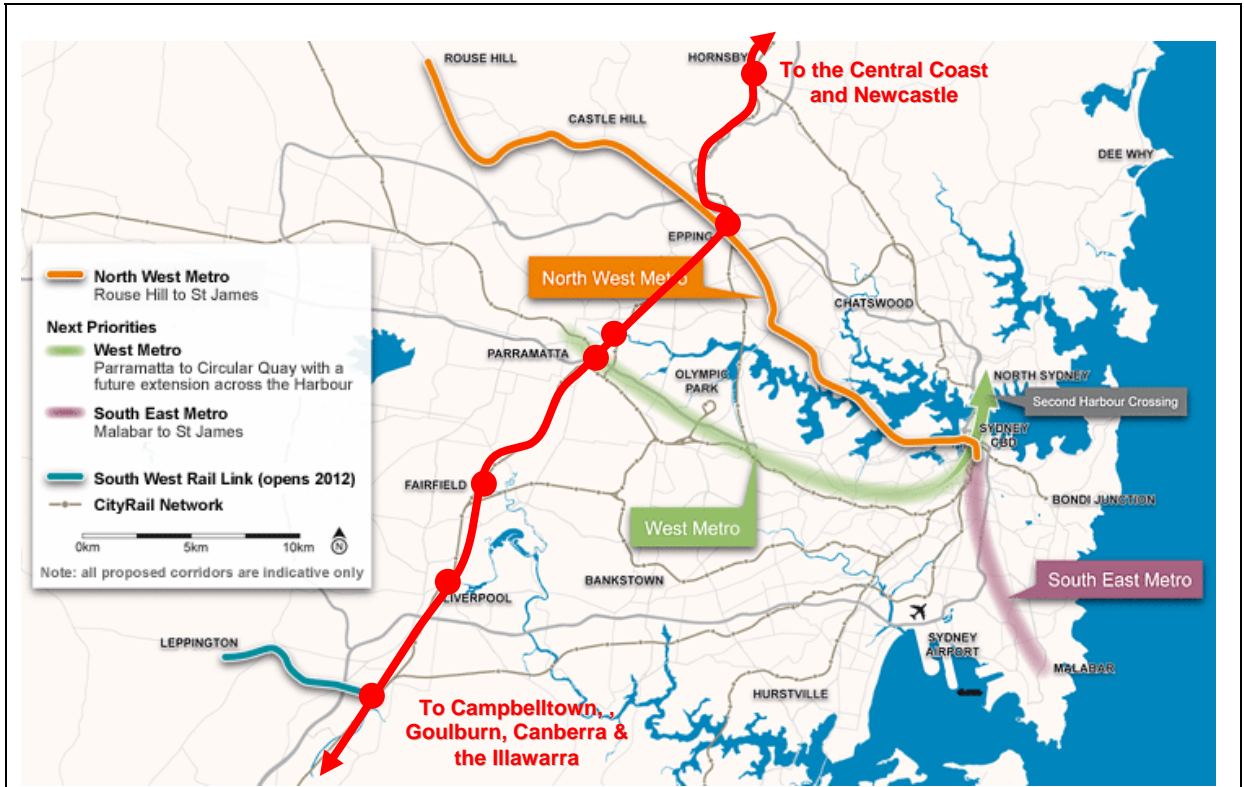 ROUSE HILL
HORNSBY
To the Central Coast
and Newcastle
CASTLE HILL
DEE WHY
EPPING
North West Metro
CHATSWOOD
PARRAMATTA
OLYMPIC
PARK
NORTH SYDNEY
Second Harbour Crossing
SYDNEY
CBD
FAIRFIELD
BONDI JUNCTION
West Metro
BANKSTOWN
LIVERPOOL
South East Metro
LEPPINGTON
SYDNEY
AIRPORT
MALABAR
HURSTVILLE
To Campbelltown, ,
Goulburn, Canberra &
the Illawarra
North West Metro
Rouse Hill to St James
Next Priorities
West Metro
Parramatta to Circular Quay with a
future extension across the Harbour
South East Metro
Malabar to St James
South West Rail Link (opens 2012)
CityRail Network
0km 5km 10km
N
Note: all proposed corridors are indicative only